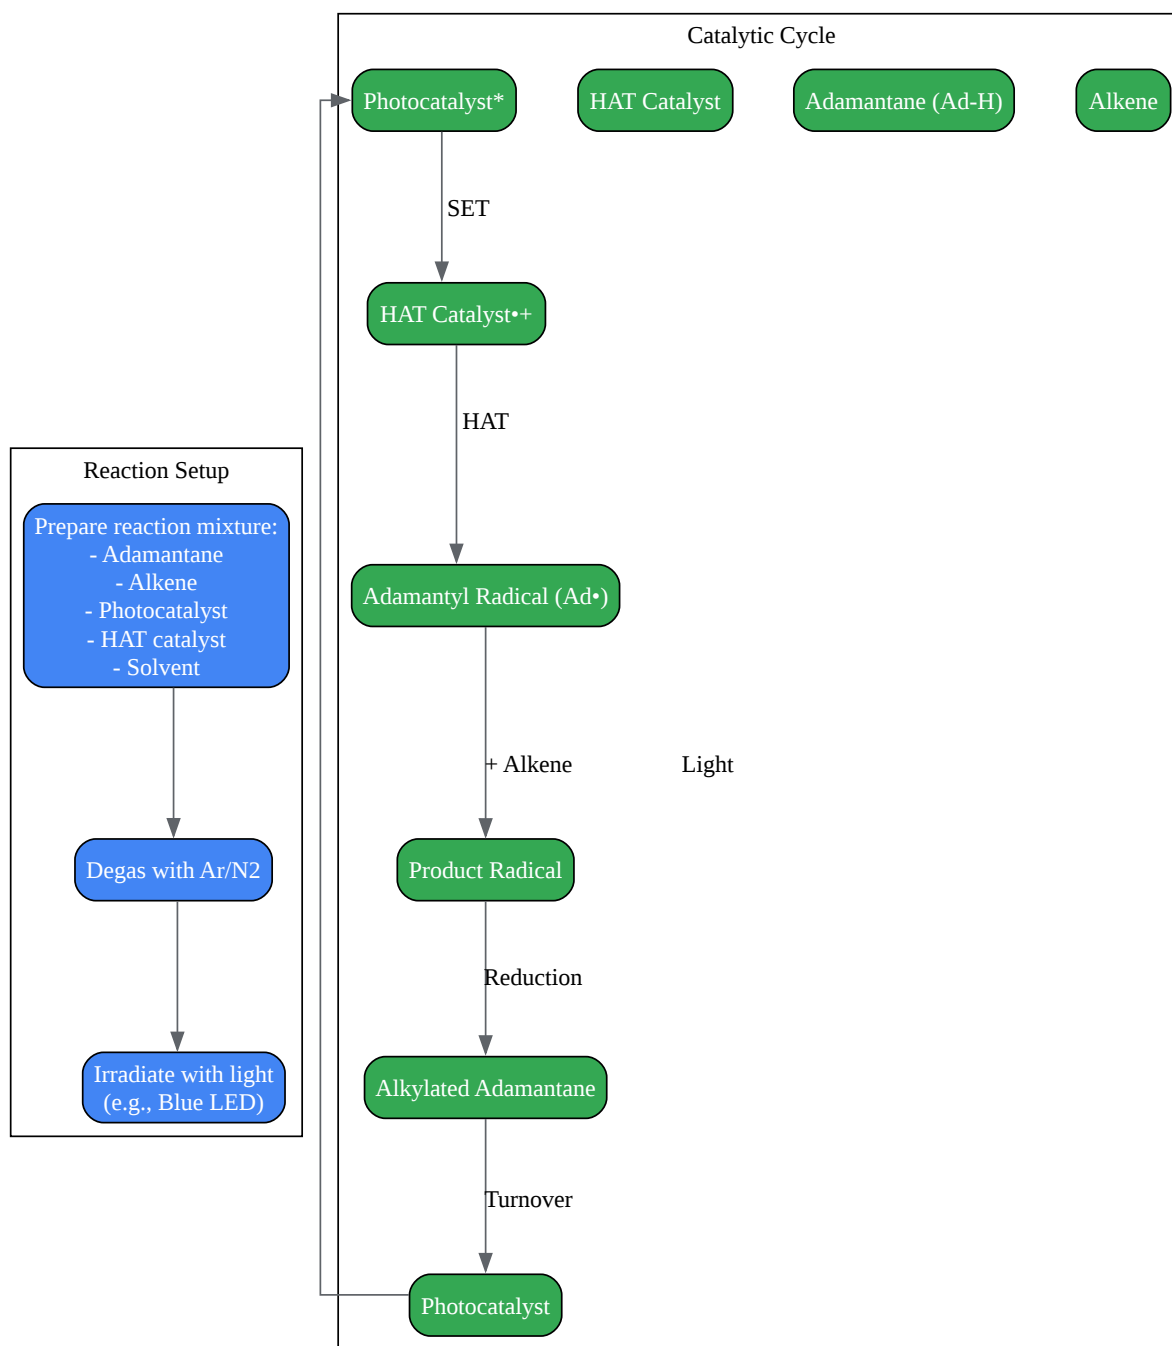 Catalytic Cycle
Photocatalyst*
HAT Catalyst
Adamantane (Ad-H)
Alkene
SET
HAT Catalyst•+
HAT
Reaction Setup
Prepare reaction mixture:
- Adamantane
- Alkene
- Photocatalyst
- HAT catalyst
- Solvent
Adamantyl Radical (Ad•)
+ Alkene
Light
Degas with Ar/N2
Product Radical
Reduction
Irradiate with light
(e.g., Blue LED)
Alkylated Adamantane
Turnover
Photocatalyst